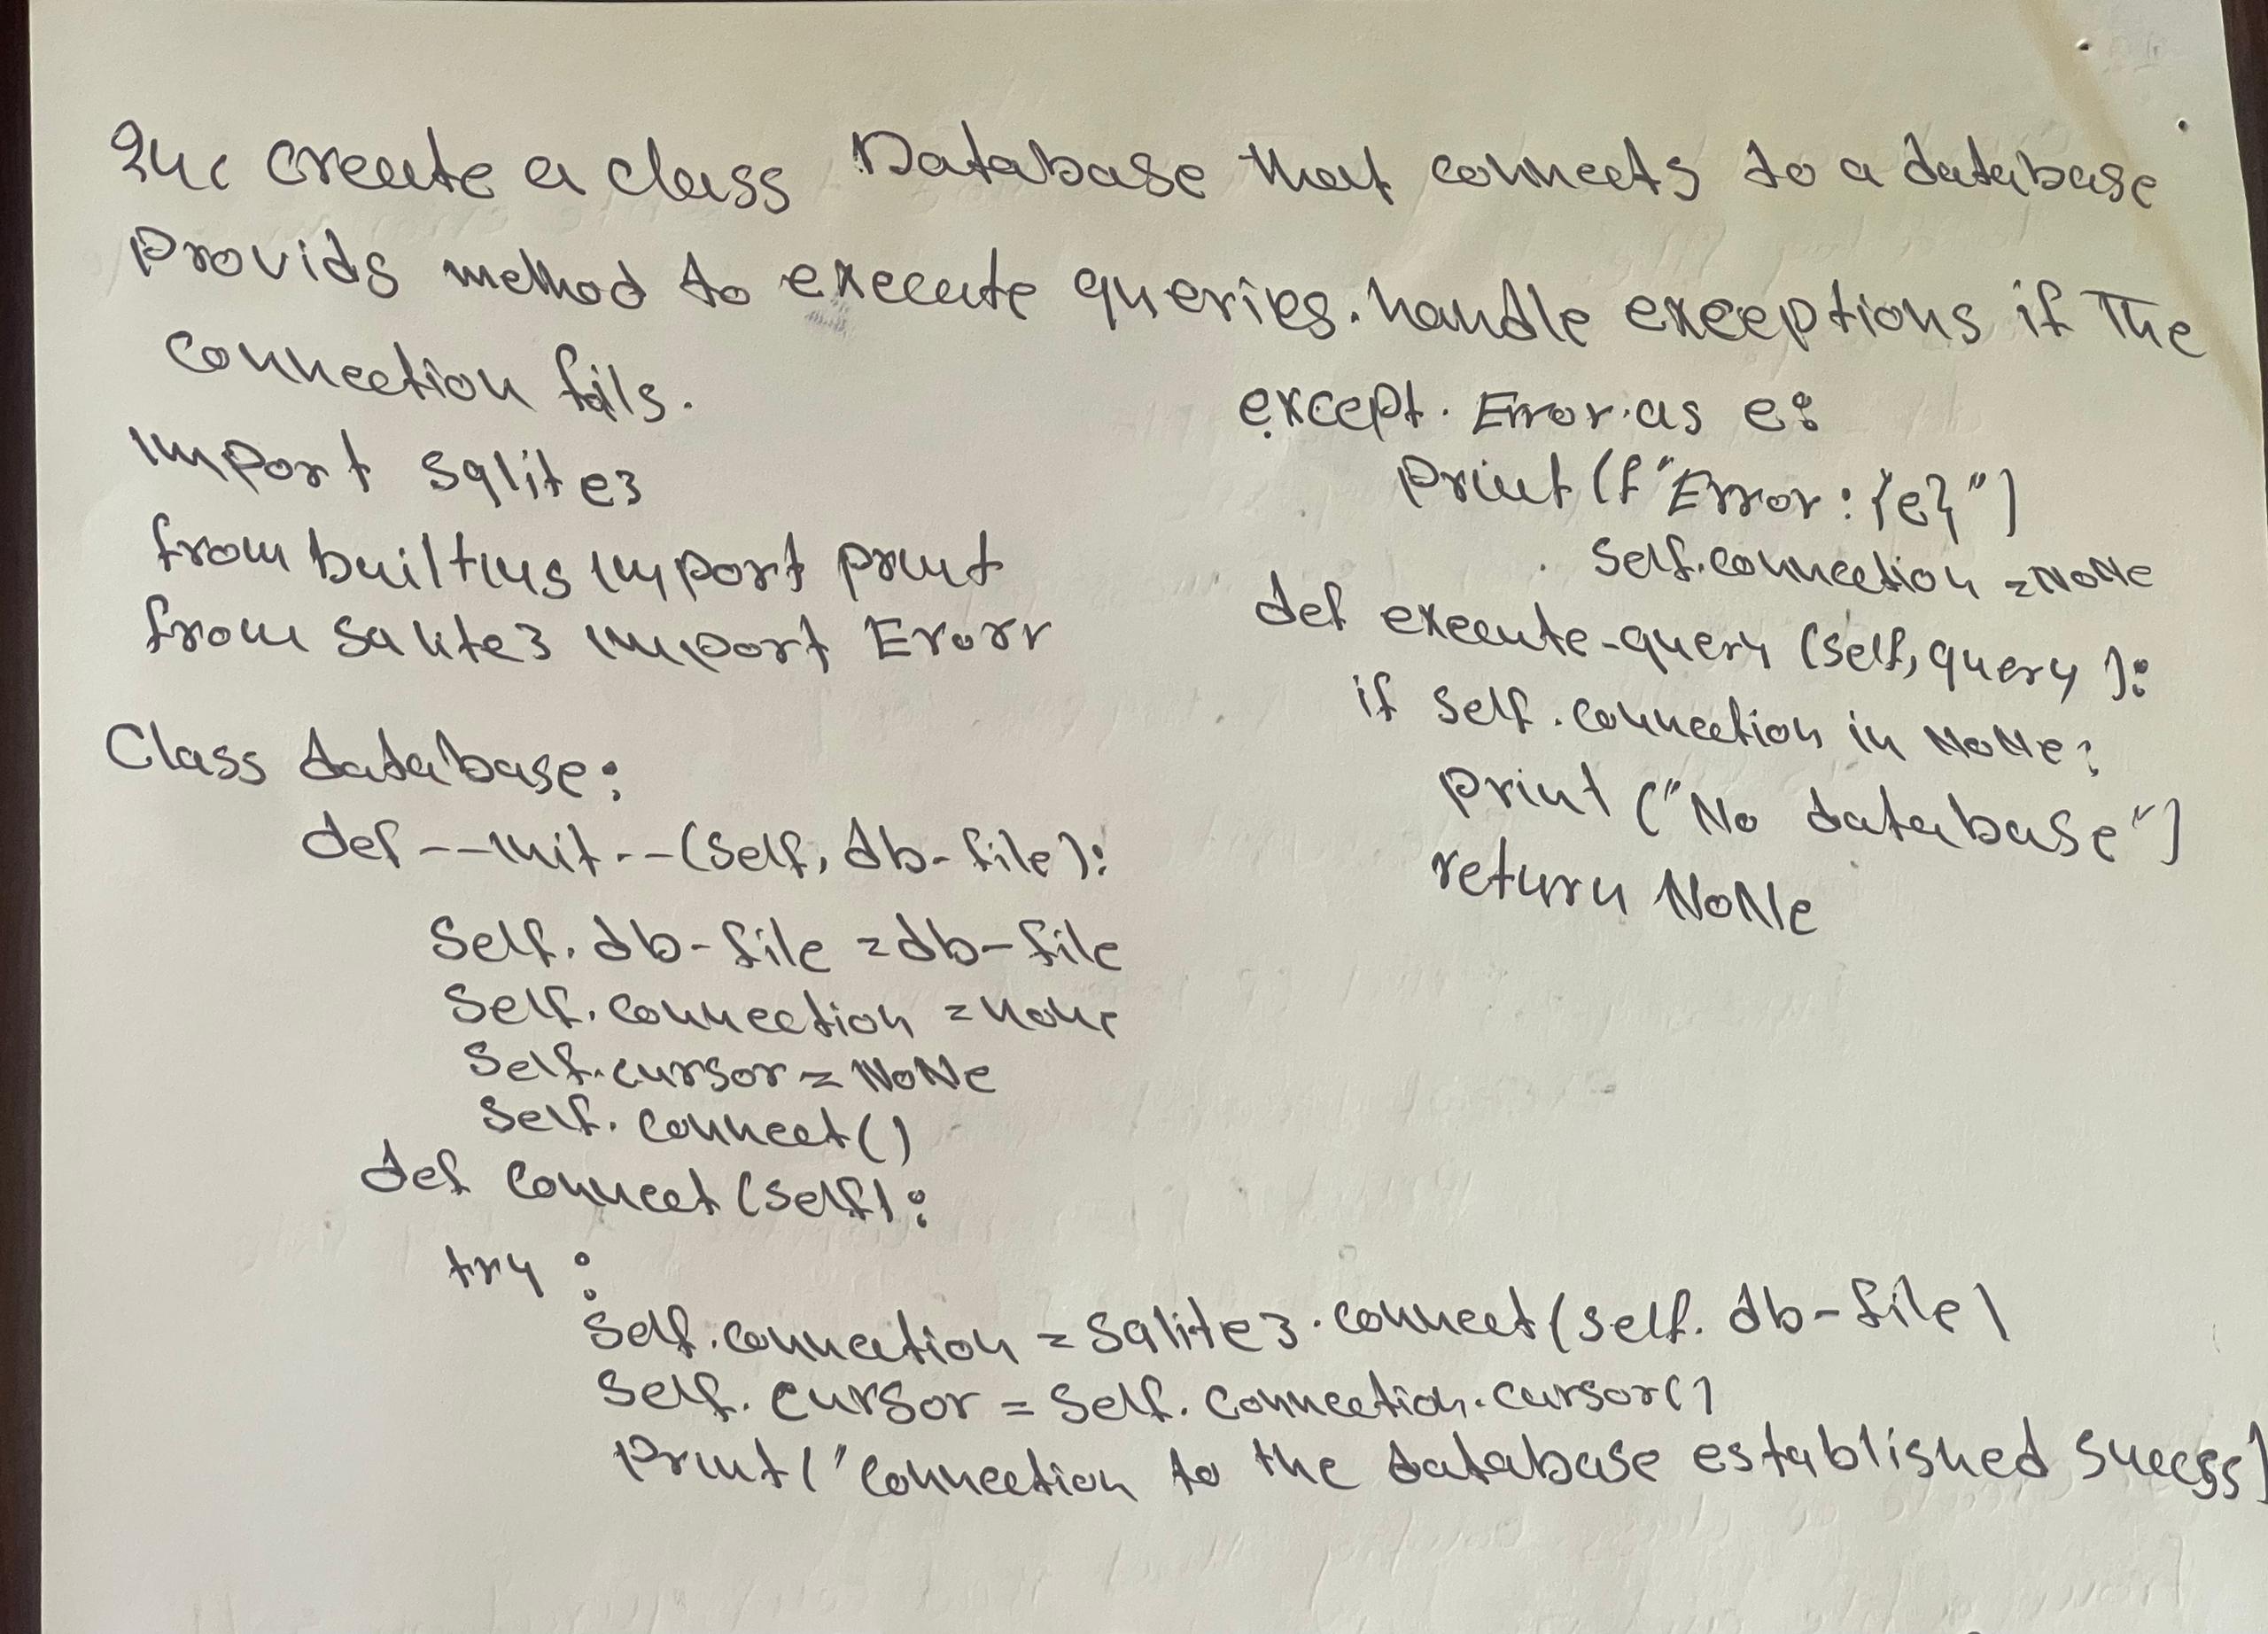 24. create a class Database that connects to a database
Provids method to execute queries. handle exceptions if The
connection fails.
import sqlite3
from builtins import print
from sqlite3 import Erorr
Class database:
def --init--(self, db-file):
Self. db-file = db-file
Self. connection = none
Self.cursor = NoNe
Self. connect()
def connect (self):
try :
Self.connection = sqlite3.connect(self. db-file)
Self. cursor = Self. connection.cursor()
Print("connection to the database established success)
except. Error as e:
Print (f"Error: {e}")
Self.connection = NoNe
def execute-query (self, query ):
if self.connection in NoNe:
Print ("No database")
return NoNe